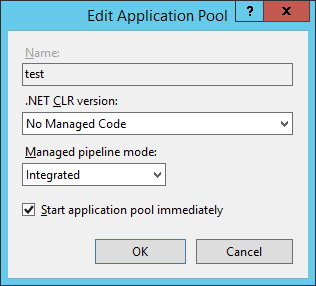 Edit Application Pool
?
Name:
test
.NET CLR version:
No Managed Code
Managed pipeline mode:
Integrated
Start application pool immediately
OK Cancel